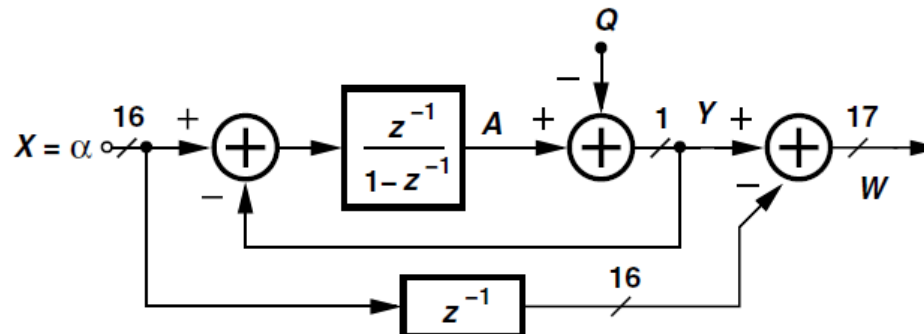 Q
16
+
z⁻¹
A
+
−
1
Y
+
17
X = α
1− z⁻¹
−
−
W
16
z⁻¹